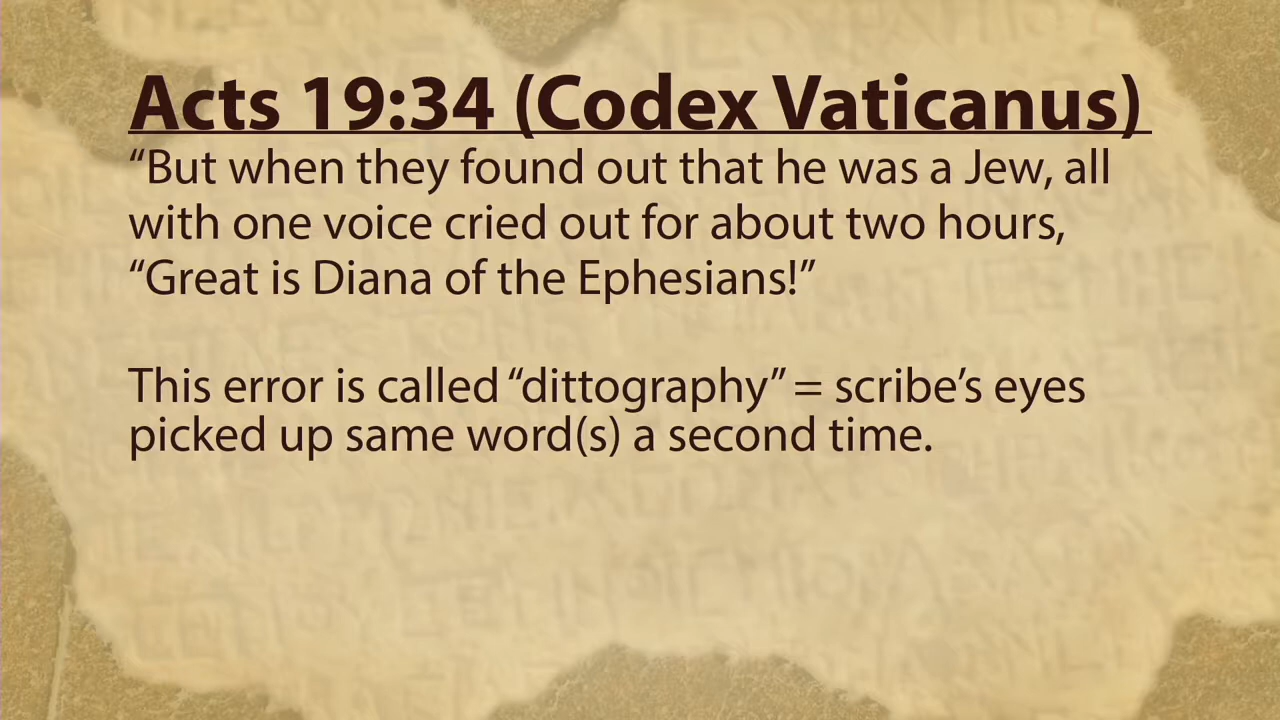 Acts 19:34 (Codex Vaticanus)
“But when they found out that he was a Jew, all
with one voice cried out for about two hours,
“Great is Diana of the Ephesians!”
This error is called “dittography” = scribe’s eyes
picked up same word(s) a second time.